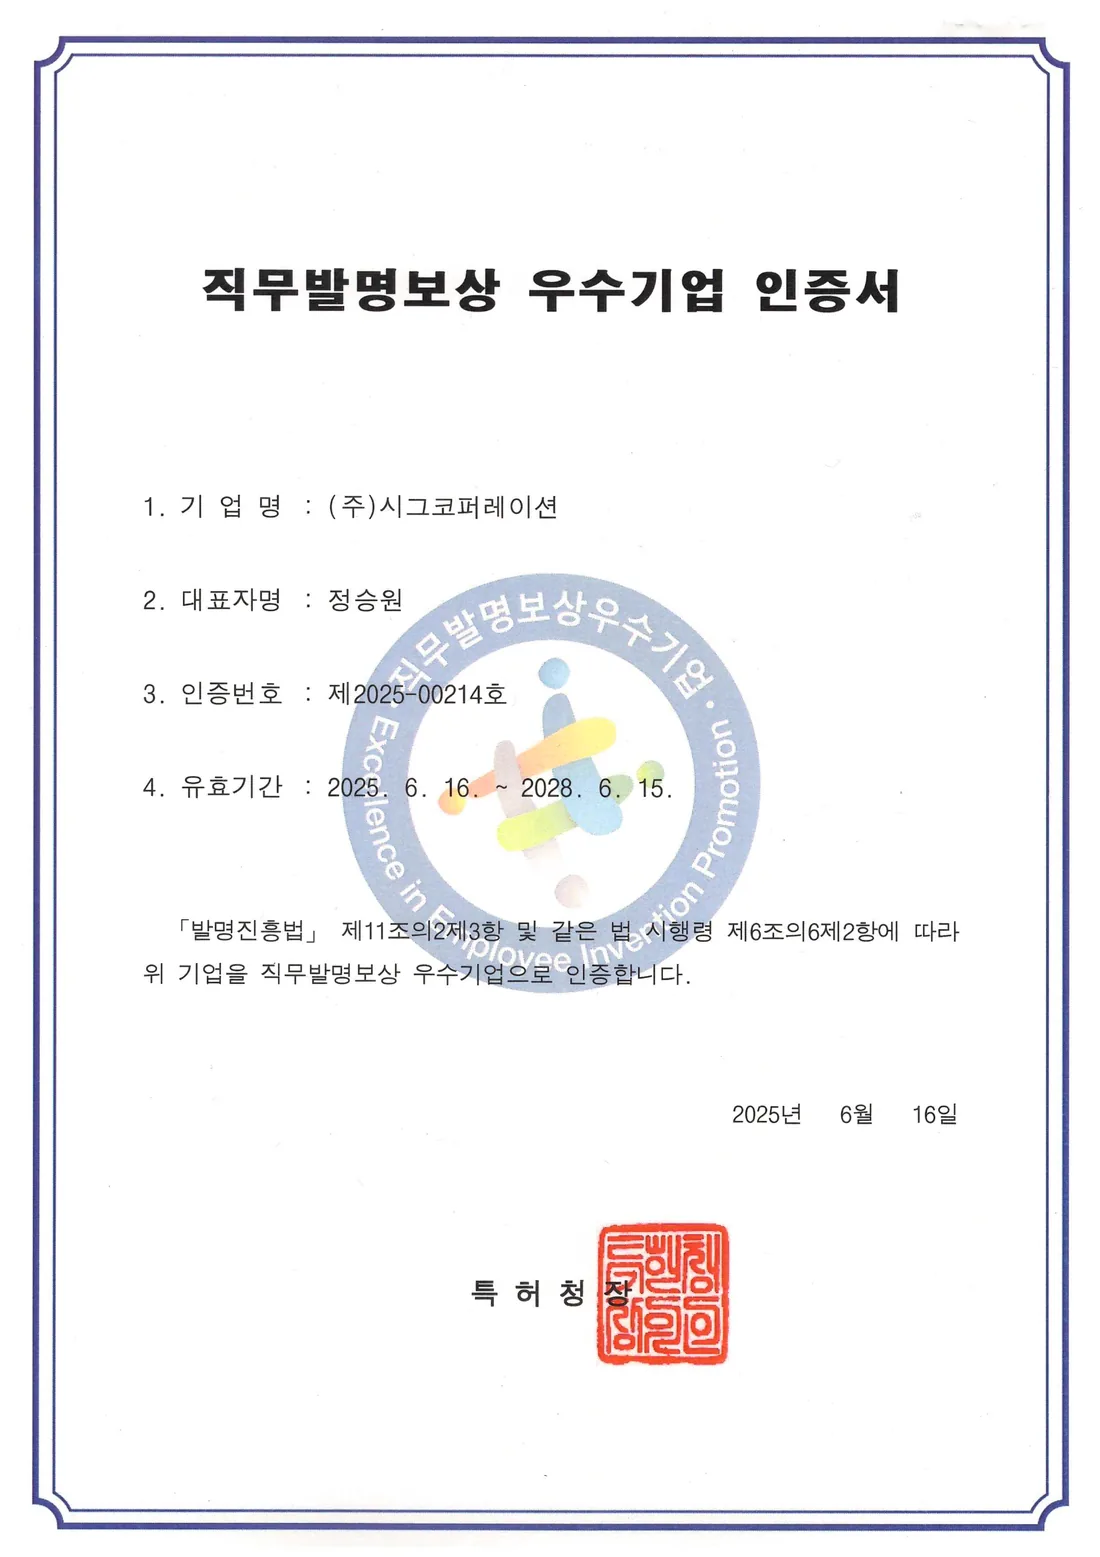 직무발명보상 우수기업 인증서
1. 기 업 명 : (주)시그코퍼레이션
2. 대표자명 : 정승원
3. 인증번호 : 제2025-00214호
4. 유효기간 : 2025. 6. 16. ~ 2028. 6. 15.
직무발명보상우수기업 ·
Excellence in Employee Invention Promotion
「발명진흥법」 제11조의2제3항 및 같은 법 시행령 제6조의6제2항에 따라
위 기업을 직무발명보상 우수기업으로 인증합니다.
2025년 6월 16일
특 허 청 장